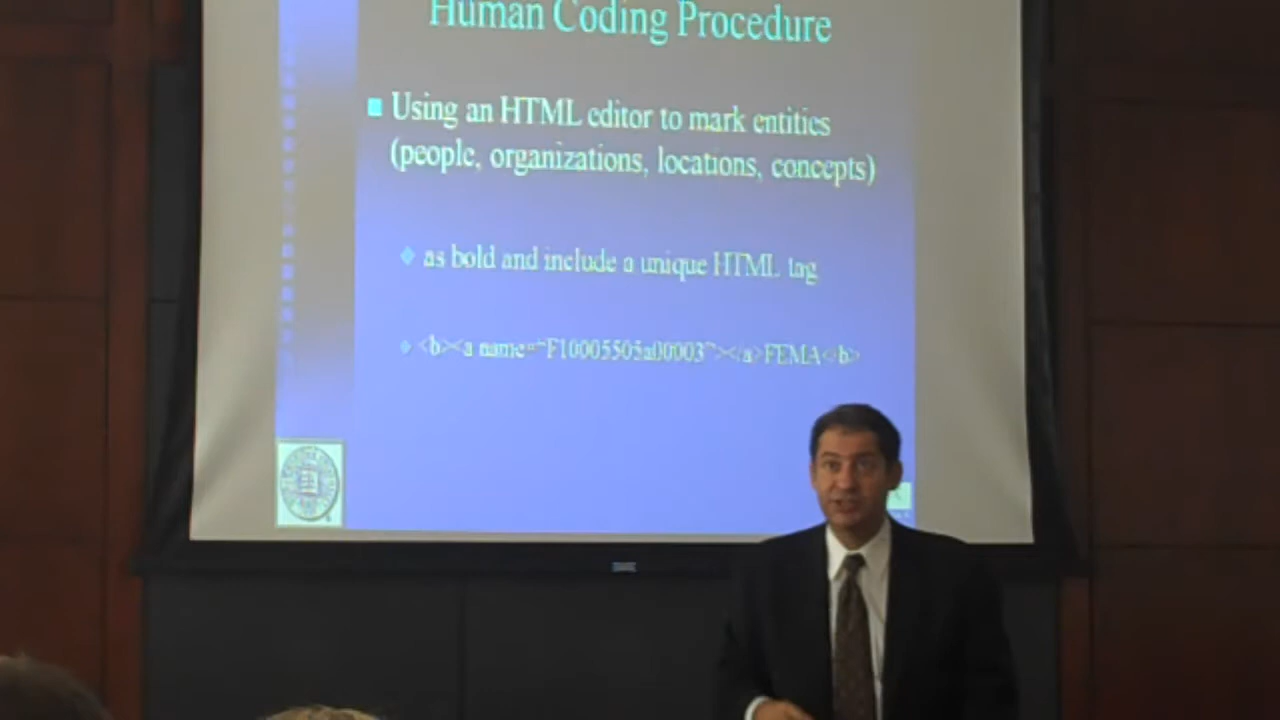 Human Coding Procedure
Using an HTML editor to mark entities
(people, organizations, locations, concepts)
as bold and include a unique HTML tag
<b><a name="F10005505a00003"></a>FEMA<b>